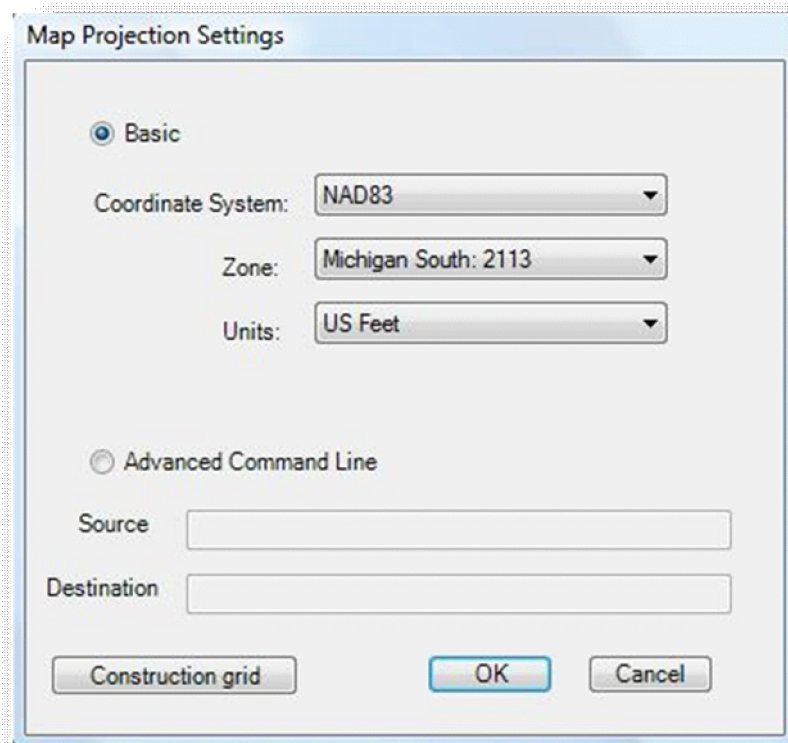 Map Projection Settings
Basic
Coordinate System: NAD83
Zone: Michigan South: 2113
Units: US Feet
Advanced Command Line
Source
Destination
Construction grid OK Cancel